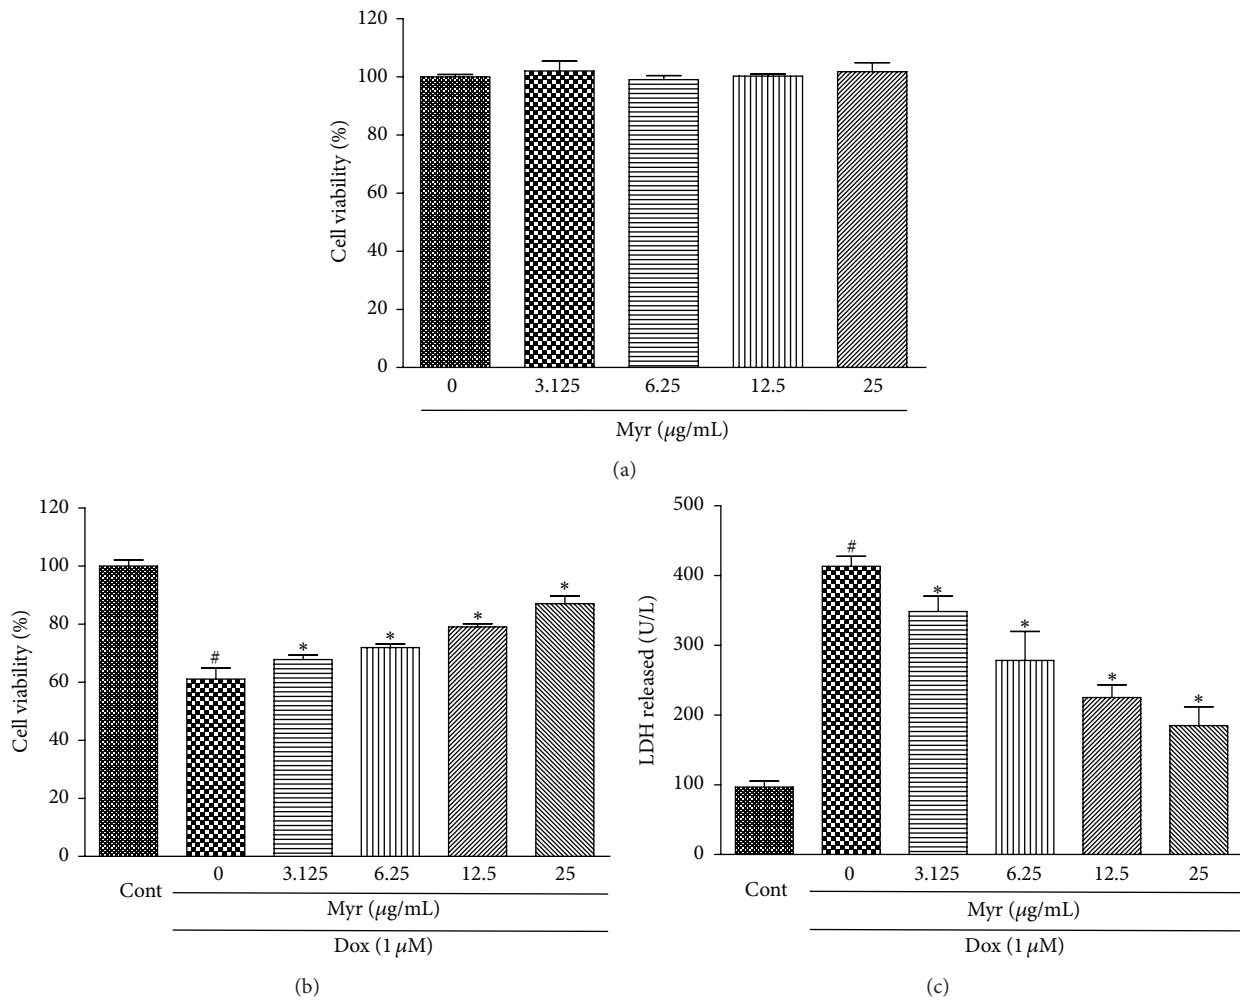 120
100
80
60
40
20
0
Cell viability (%)
0 3.125 6.25 12.5 25
Myr (μg/mL)
(a)
120
100
80
60
40
20
0
Cell viability (%)
#
*
*
*
*
Cont 0 3.125 6.25 12.5 25
Myr (μg/mL)
Dox (1 μM)
(b)
500
400
300
200
100
0
LDH released (U/L)
#
*
*
*
*
Cont 0 3.125 6.25 12.5 25
Myr (μg/mL)
Dox (1 μM)
(c)